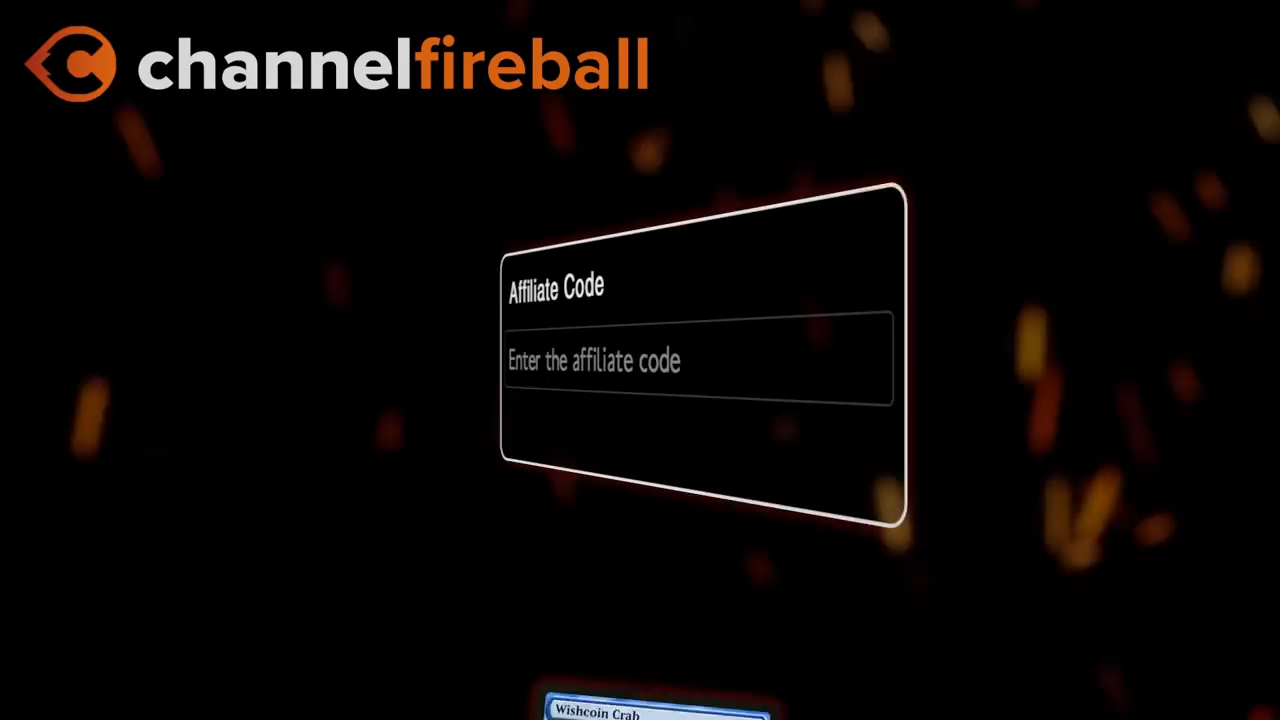 channelfireball
Affiliate Code
Enter the affiliate code
Wishcoin Crab